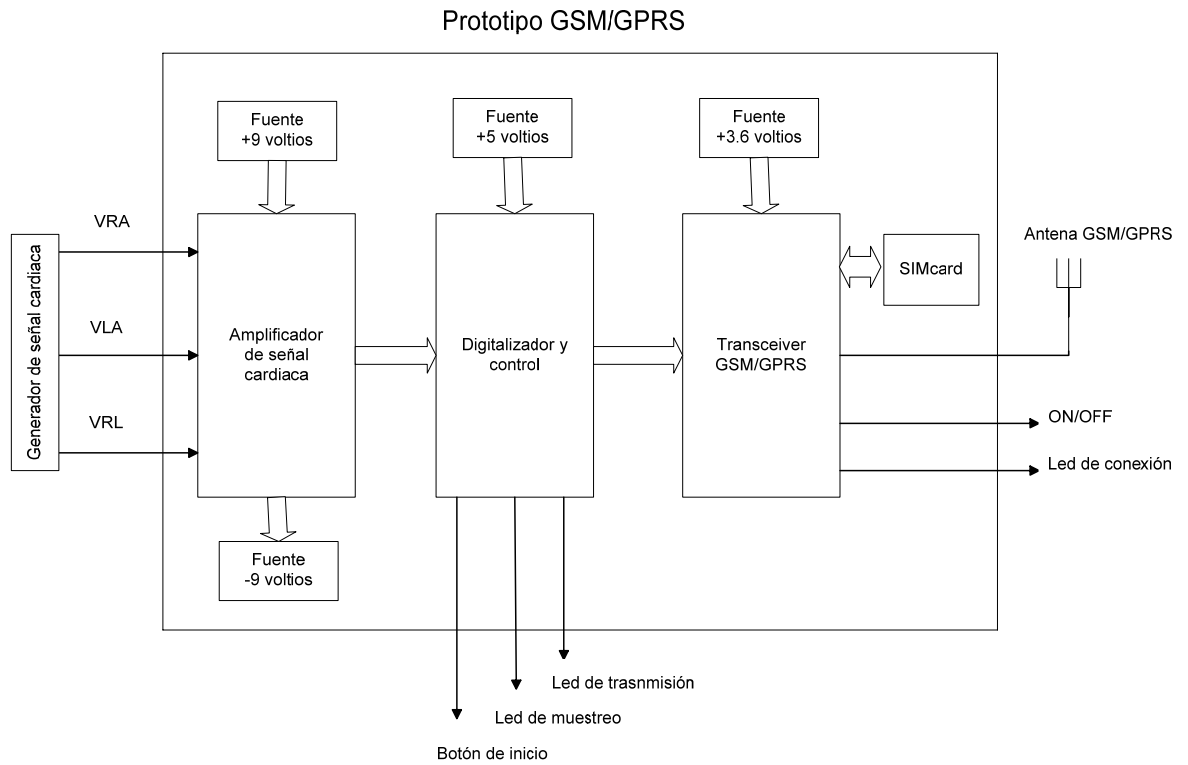 Prototipo GSM/GPRS
Fuente
+9 voltios
Fuente
+5 voltios
Fuente
+3.6 voltios
Generador de señal cardiaca
VRA
VLA
VRL
Amplificador
de señal
cardiaca
Digitalizador y
control
Transceiver
GSM/GPRS
SIMcard
Antena GSM/GPRS
ON/OFF
Led de conexión
Fuente
-9 voltios
Led de trasnmisión
Led de muestreo
Botón de inicio